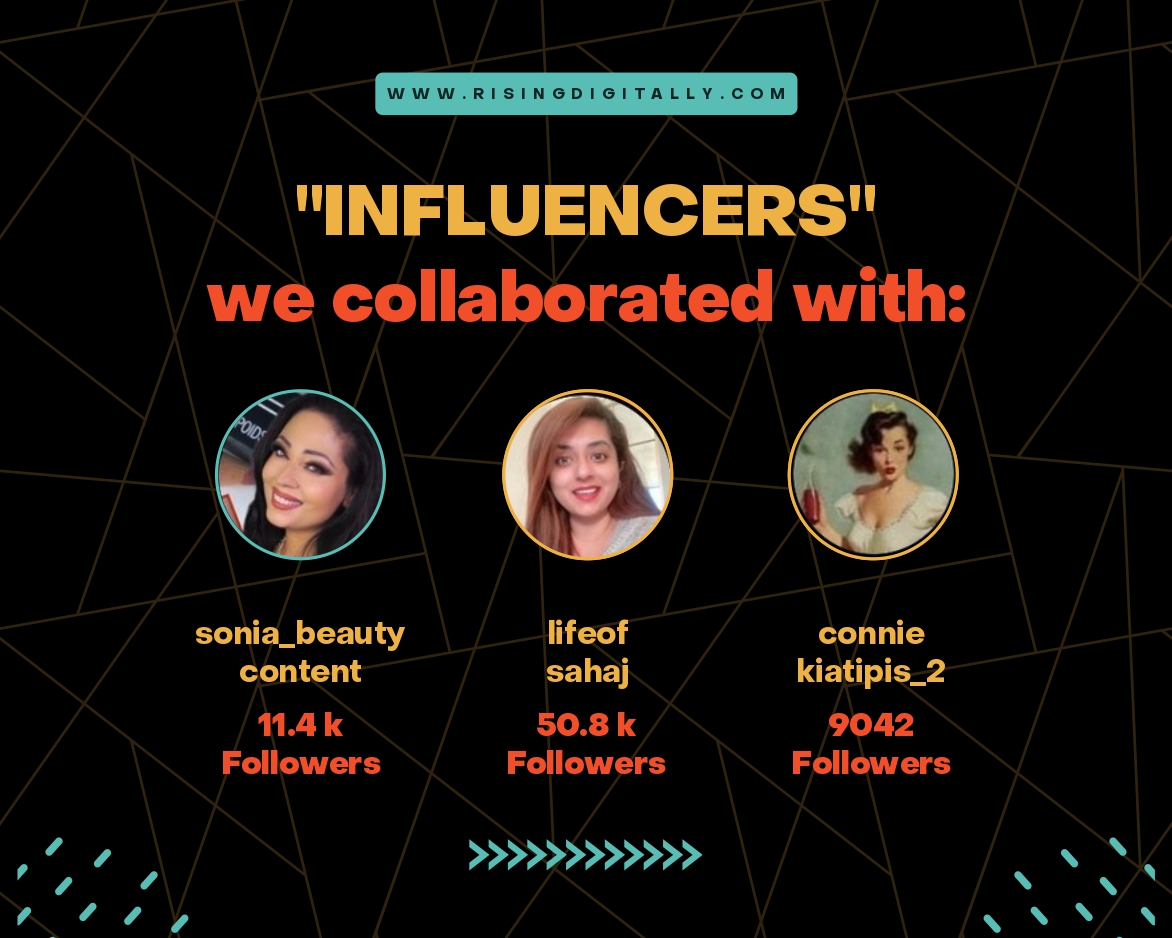 WWW.RISINGDIGITALLY.COM
"INFLUENCERS"
we collaborated with:
POIDS
sonia_beauty
content
11.4 k
Followers
lifeof
sahaj
50.8 k
Followers
connie
kiatipis_2
9042
Followers